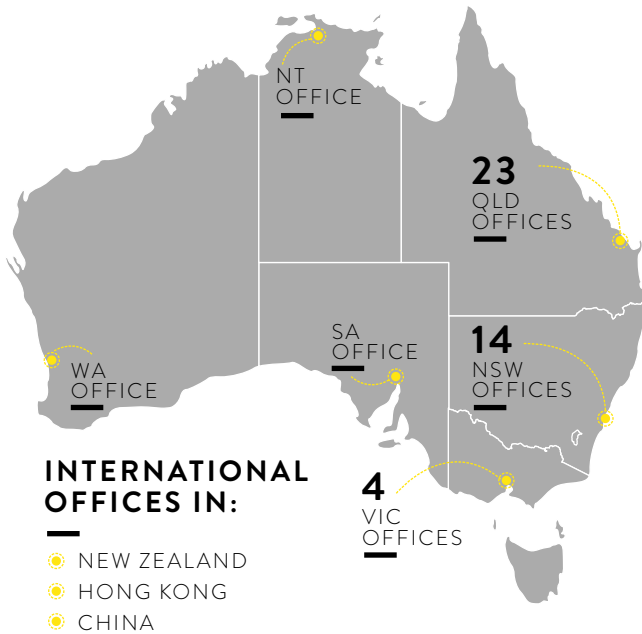 NT
OFFICE
23
QLD
OFFICES
SA
OFFICE
14
NSW
OFFICES
WA
OFFICE
INTERNATIONAL
OFFICES IN:
4
VIC
OFFICES
NEW ZEALAND
HONG KONG
CHINA